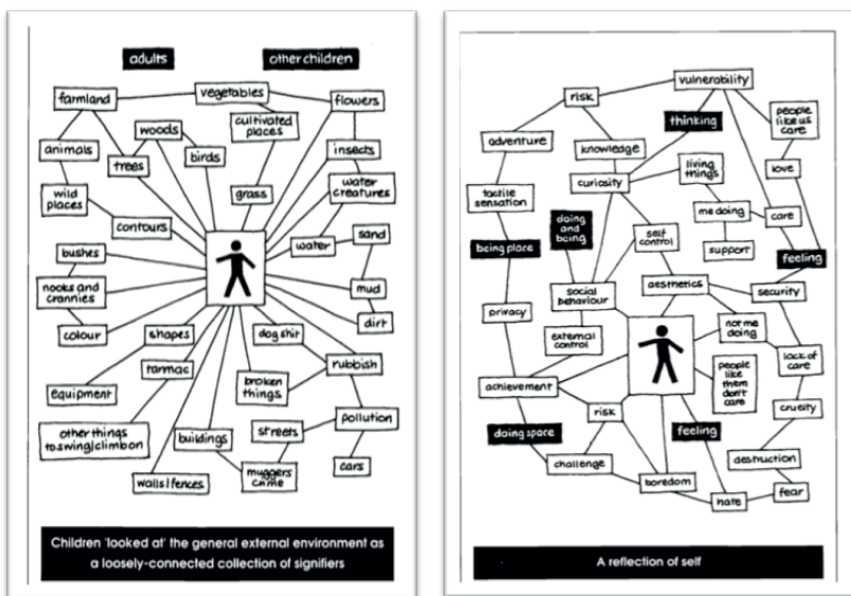 adults
other children
farmland
vegetables
flowers
cultivated
places
woods
animals
birds
insects
trees
wild
places
grass
water
creatures
contours
water
sand
bushes
nooks and
crannies
mud
colour
shapes
dog shit
dirt
tarmac
rubbish
equipment
broken
things
pollution
other things
to swing/climb on
buildings
streets
muggers
crime
cars
walls/fences
Children 'looked at' the general external environment as
a loosely-connected collection of signifiers
vulnerability
risk
people
like us
care
thinking
adventure
knowledge
living
things
love
curiosity
tactile
sensation
me doing
care
doing
and
being
self
control
support
being place
feeling
aesthetics
social
behaviour
security
privacy
not me
doing
external
control
lack of
care
people
like
them
don't
care
achievement
risk
cruelty
doing space
feeling
challenge
destruction
boredom
fear
hate
A reflection of self